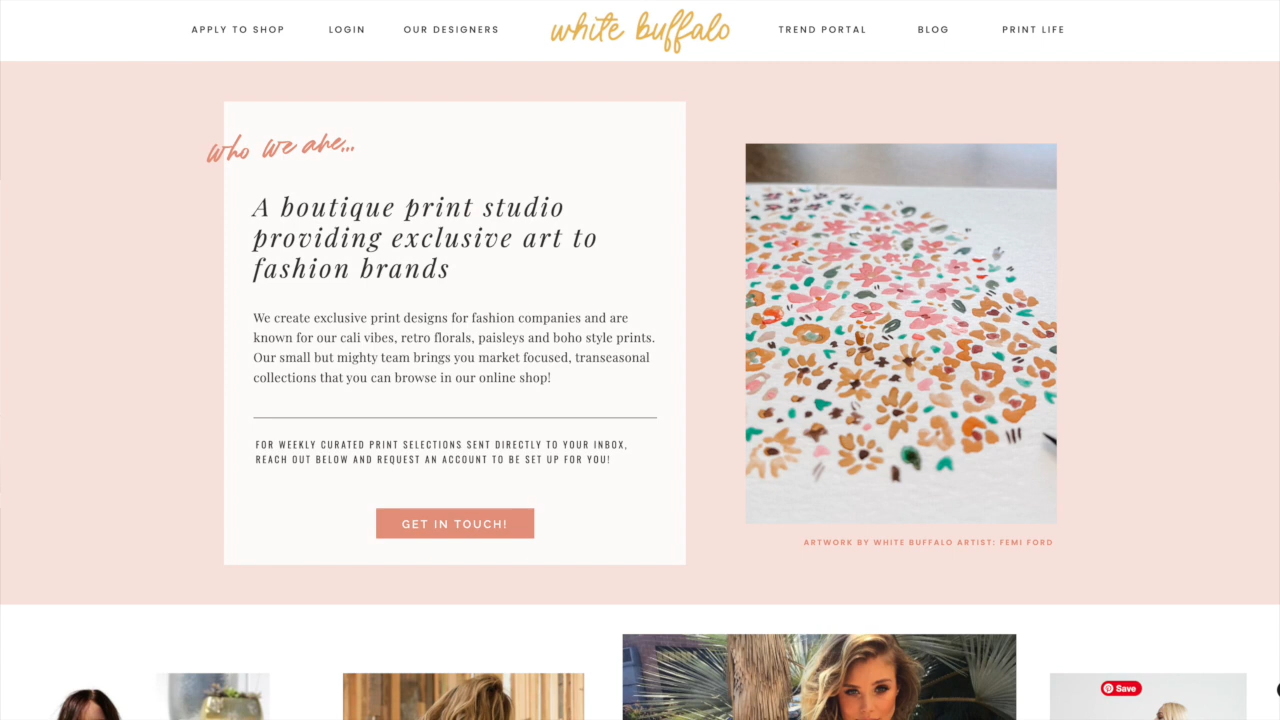 APPLY TO SHOP
LOGIN
OUR DESIGNERS
white buffalo
TREND PORTAL
BLOG
PRINT LIFE
who we are...
A boutique print studio
providing exclusive art to
fashion brands
We create exclusive print designs for fashion companies and are
known for our cali vibes, retro florals, paisleys and boho style prints.
Our small but mighty team brings you market focused, transeasonal
collections that you can browse in our online shop!
FOR WEEKLY CURATED PRINT SELECTIONS SENT DIRECTLY TO YOUR INBOX,
REACH OUT BELOW AND REQUEST AN ACCOUNT TO BE SET UP FOR YOU!
GET IN TOUCH!
ARTWORK BY WHITE BUFFALO ARTIST: FEMI FORD
Save